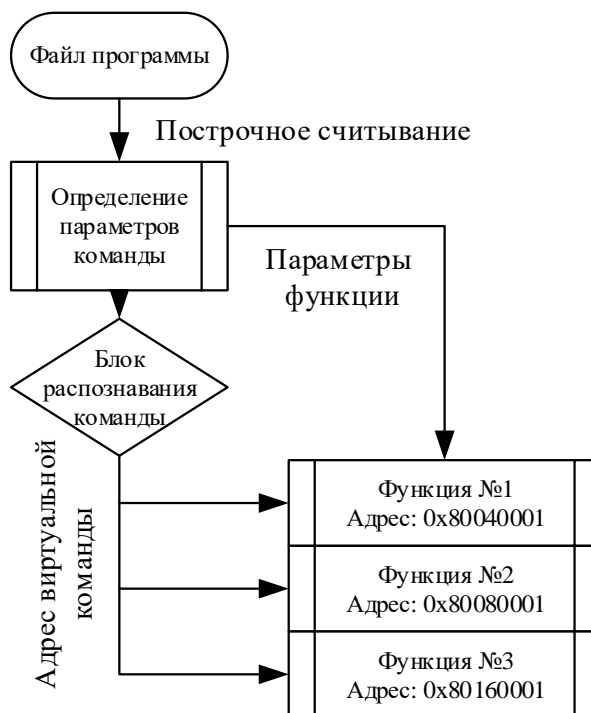 Файл программы
Построчное считывание
Определение
параметров
команды
Параметры
функции
Блок
распознавания
команды
Адрес виртуальной
команды
Функция №1
Адрес: 0x80040001
Функция №2
Адрес: 0x80080001
Функция №3
Адрес: 0x80160001